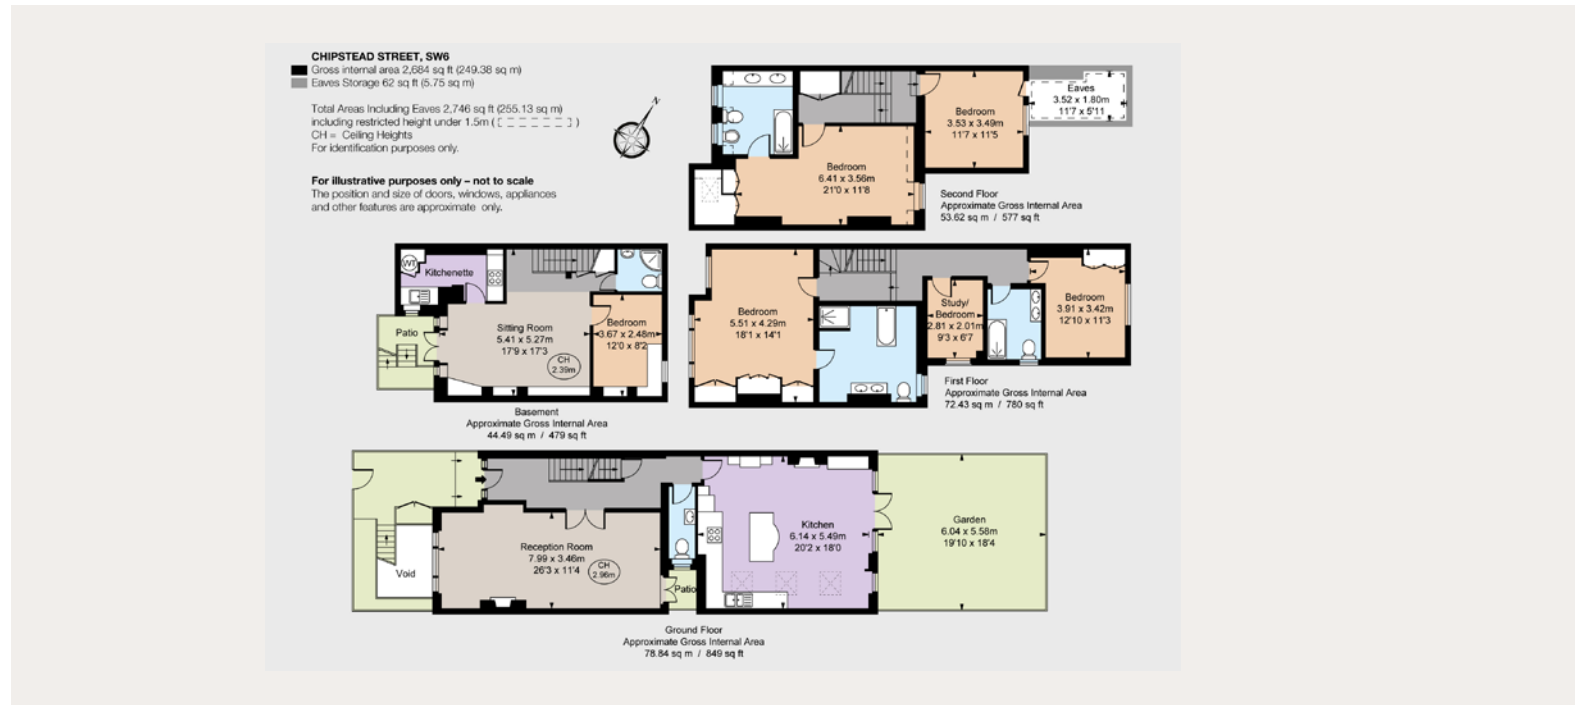 CHIPSTEAD STREET, SW6
Gross internal area 2,684 sq ft (249.38 sq m)
Eaves Storage 62 sq ft (5.75 sq m)
Total Areas Including Eaves 2,746 sq ft (255.13 sq m)
including restricted height under 1.5m ( )
CH = Ceiling Heights
For identification purposes only.
For illustrative purposes only – not to scale
The position and size of doors, windows, appliances
and other features are approximate only.
N
Bedroom
3.53 x 3.49m
11'7 x 11'5
Eaves
3.52 x 1.80m
11'7 x 5'11
Bedroom
6.41 x 3.56m
21'0 x 11'8
Second Floor
Approximate Gross Internal Area
53.62 sq m / 577 sq ft
WT
Kitchenette
Patio
Sitting Room
5.41 x 5.27m
17'9 x 17'3
CH
2.39m
Bedroom
3.67 x 2.48m
12'0 x 8'2
Basement
Approximate Gross Internal Area
44.49 sq m / 479 sq ft
Bedroom
5.51 x 4.29m
18'1 x 14'1
Study/
Bedroom
2.81 x 2.01m
9'3 x 6'7
Bedroom
3.91 x 3.42m
12'10 x 11'3
First Floor
Approximate Gross Internal Area
72.43 sq m / 780 sq ft
Void
Reception Room
7.99 x 3.46m
26'3 x 11'4
CH
2.96m
Patio
Kitchen
6.14 x 5.49m
20'2 x 18'0
Garden
6.04 x 5.58m
19'10 x 18'4
Ground Floor
Approximate Gross Internal Area
78.84 sq m / 849 sq ft